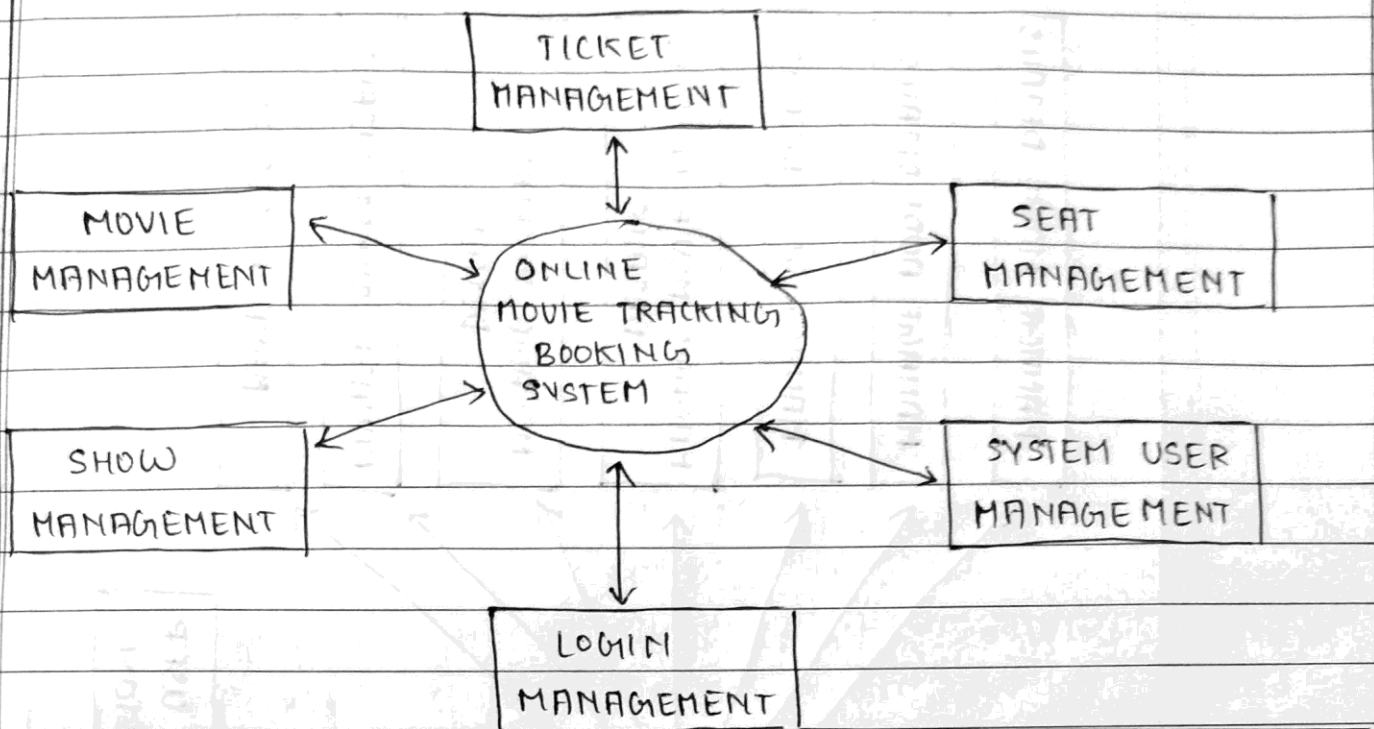 TICKET
MANAGEMENT
MOVIE
MANAGEMENT
SEAT
MANAGEMENT
ONLINE
MOVIE TRACKING
BOOKING
SYSTEM
SHOW
MANAGEMENT
SYSTEM USER
MANAGEMENT
LOGIN
MANAGEMENT